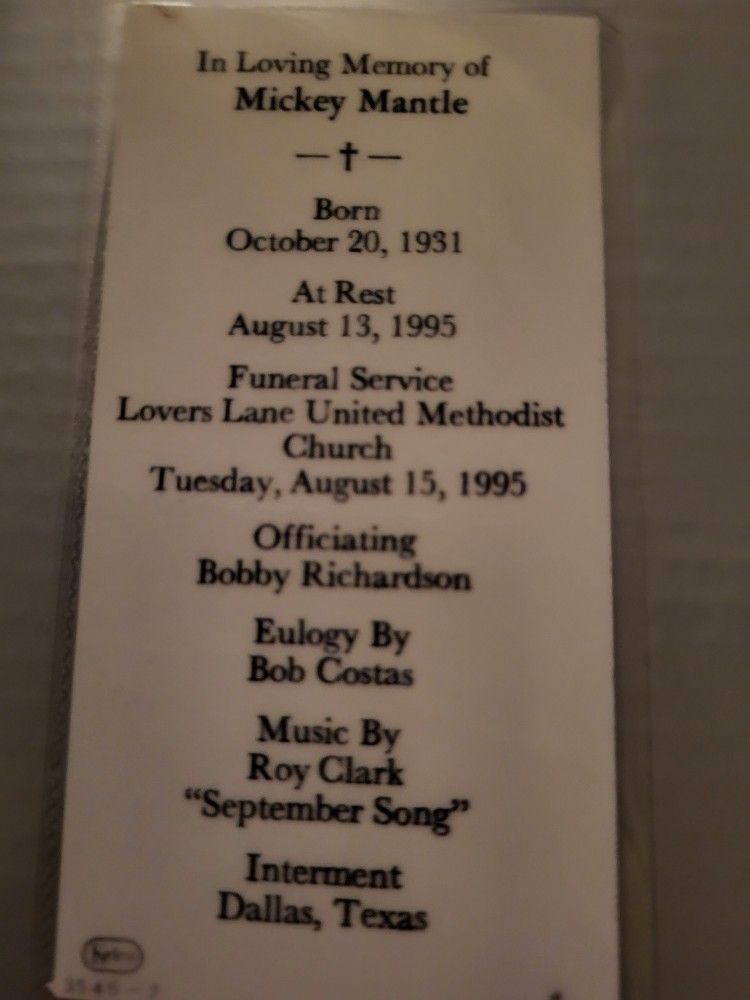 In Loving Memory of
Mickey Mantle
—†—
Born
October 20, 1931
At Rest
August 13, 1995
Funeral Service
Lovers Lane United Methodist
Church
Tuesday, August 15, 1995
Officiating
Bobby Richardson
Eulogy By
Bob Costas
Music By
Roy Clark
“September Song”
Interment
Dallas, Texas